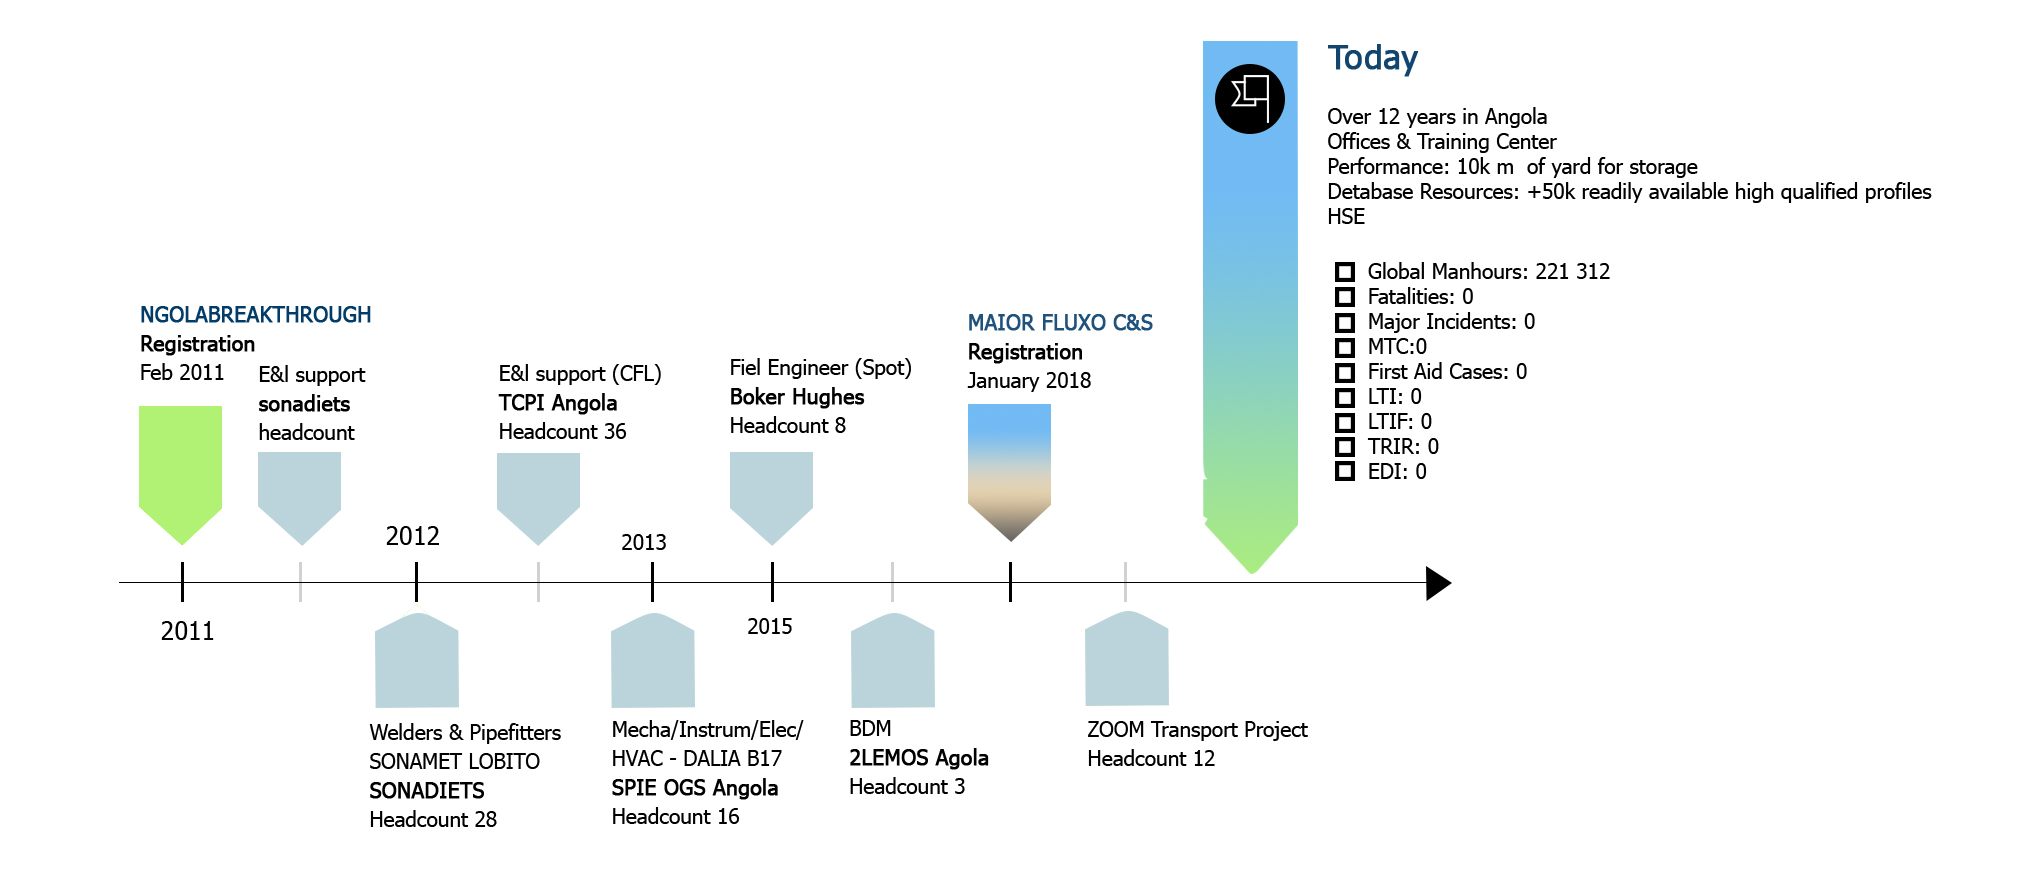 NGOLABREAKTHROUGH
Registration
Feb 2011
E&I support
sonadiets
headcount
2012
E&I support (CFL)
TCPI Angola
Headcount 36
2013
Fiel Engineer (Spot)
Boker Hughes
Headcount 8
MAIOR FLUXO C&S
Registration
January 2018
Today
Over 12 years in Angola
Offices & Training Center
Performance: 10k m  of yard for storage
Detabase Resources: +50k readily available high qualified profiles
HSE
Global Manhours: 221 312
Fatalities: 0
Major Incidents: 0
MTC:0
First Aid Cases: 0
LTI: 0
LTIF: 0
TRIR: 0
EDI: 0
2011
2015
Welders & Pipefitters
SONAMET LOBITO
SONADIETS
Headcount 28
Mecha/Instrum/Elec/
HVAC - DALIA B17
SPIE OGS Angola
Headcount 16
BDM
2LEMOS Agola
Headcount 3
ZOOM Transport Project
Headcount 12